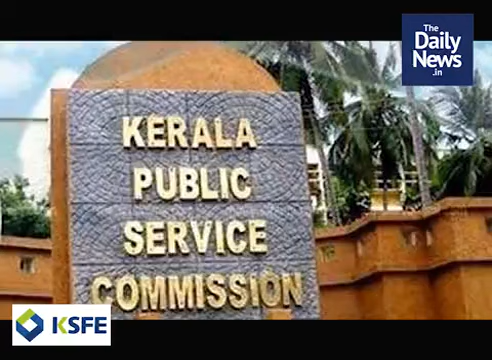 The
Daily
News
.in
KERALA
PUBLIC
SERVICE
COMMISSION
KSFE